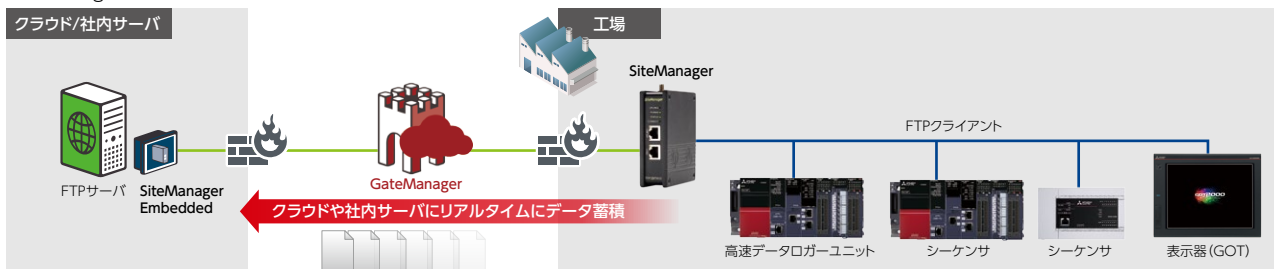 クラウド/社内サーバ
工場
SiteManager
FTPクライアント
FTPサーバ
SiteManager
Embedded
GateManager
クラウドや社内サーバにリアルタイムにデータ蓄積
高速データロガーユニット
シーケンサ
シーケンサ
表示器(GOT)